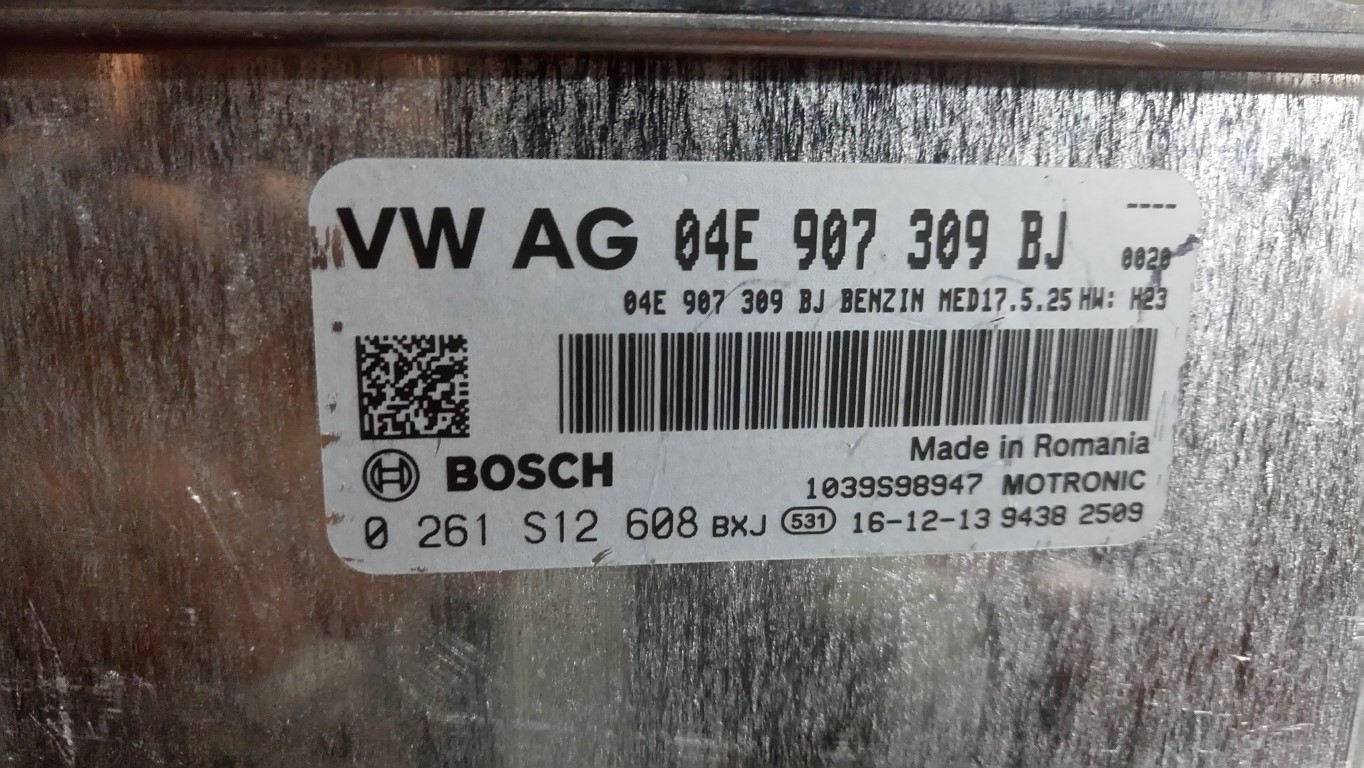 VW AG 04E 907 309 BJ ----
0020
04E 907 309 BJ BENZIN MED17.5.25 HW: H23
Made in Romania
BOSCH
1039S98947 MOTRONIC
0 261 S12 608 BXJ 531 16-12-13 9438 2509